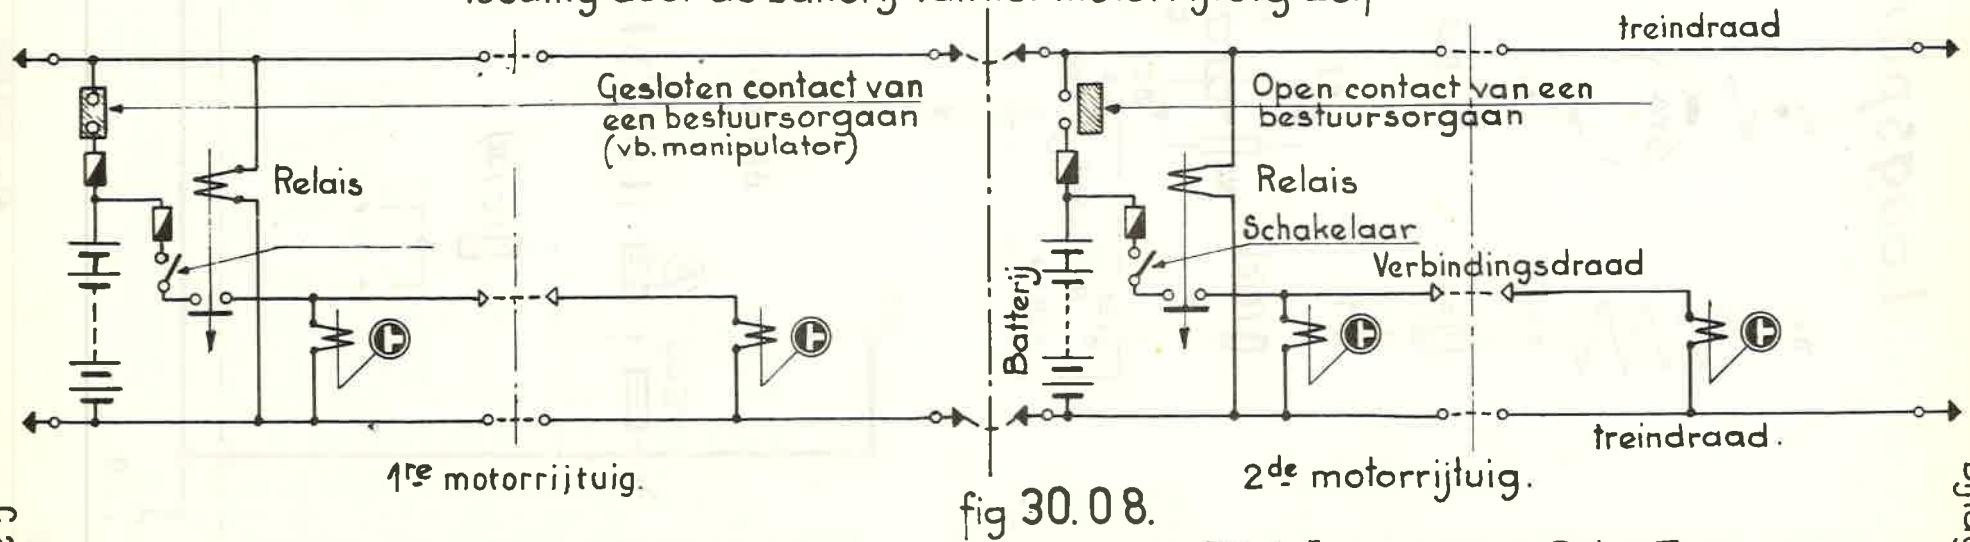 treindraad
Gesloten contact van
een bestuursorgaan
(vb. manipulator)
Open contact van een
bestuursorgaan
Relais
Relais
Schakelaar
Verbindingsdraad
Batterij
treindraad.
1re motorrijtuig.
2de motorrijtuig.
fig 30.08.